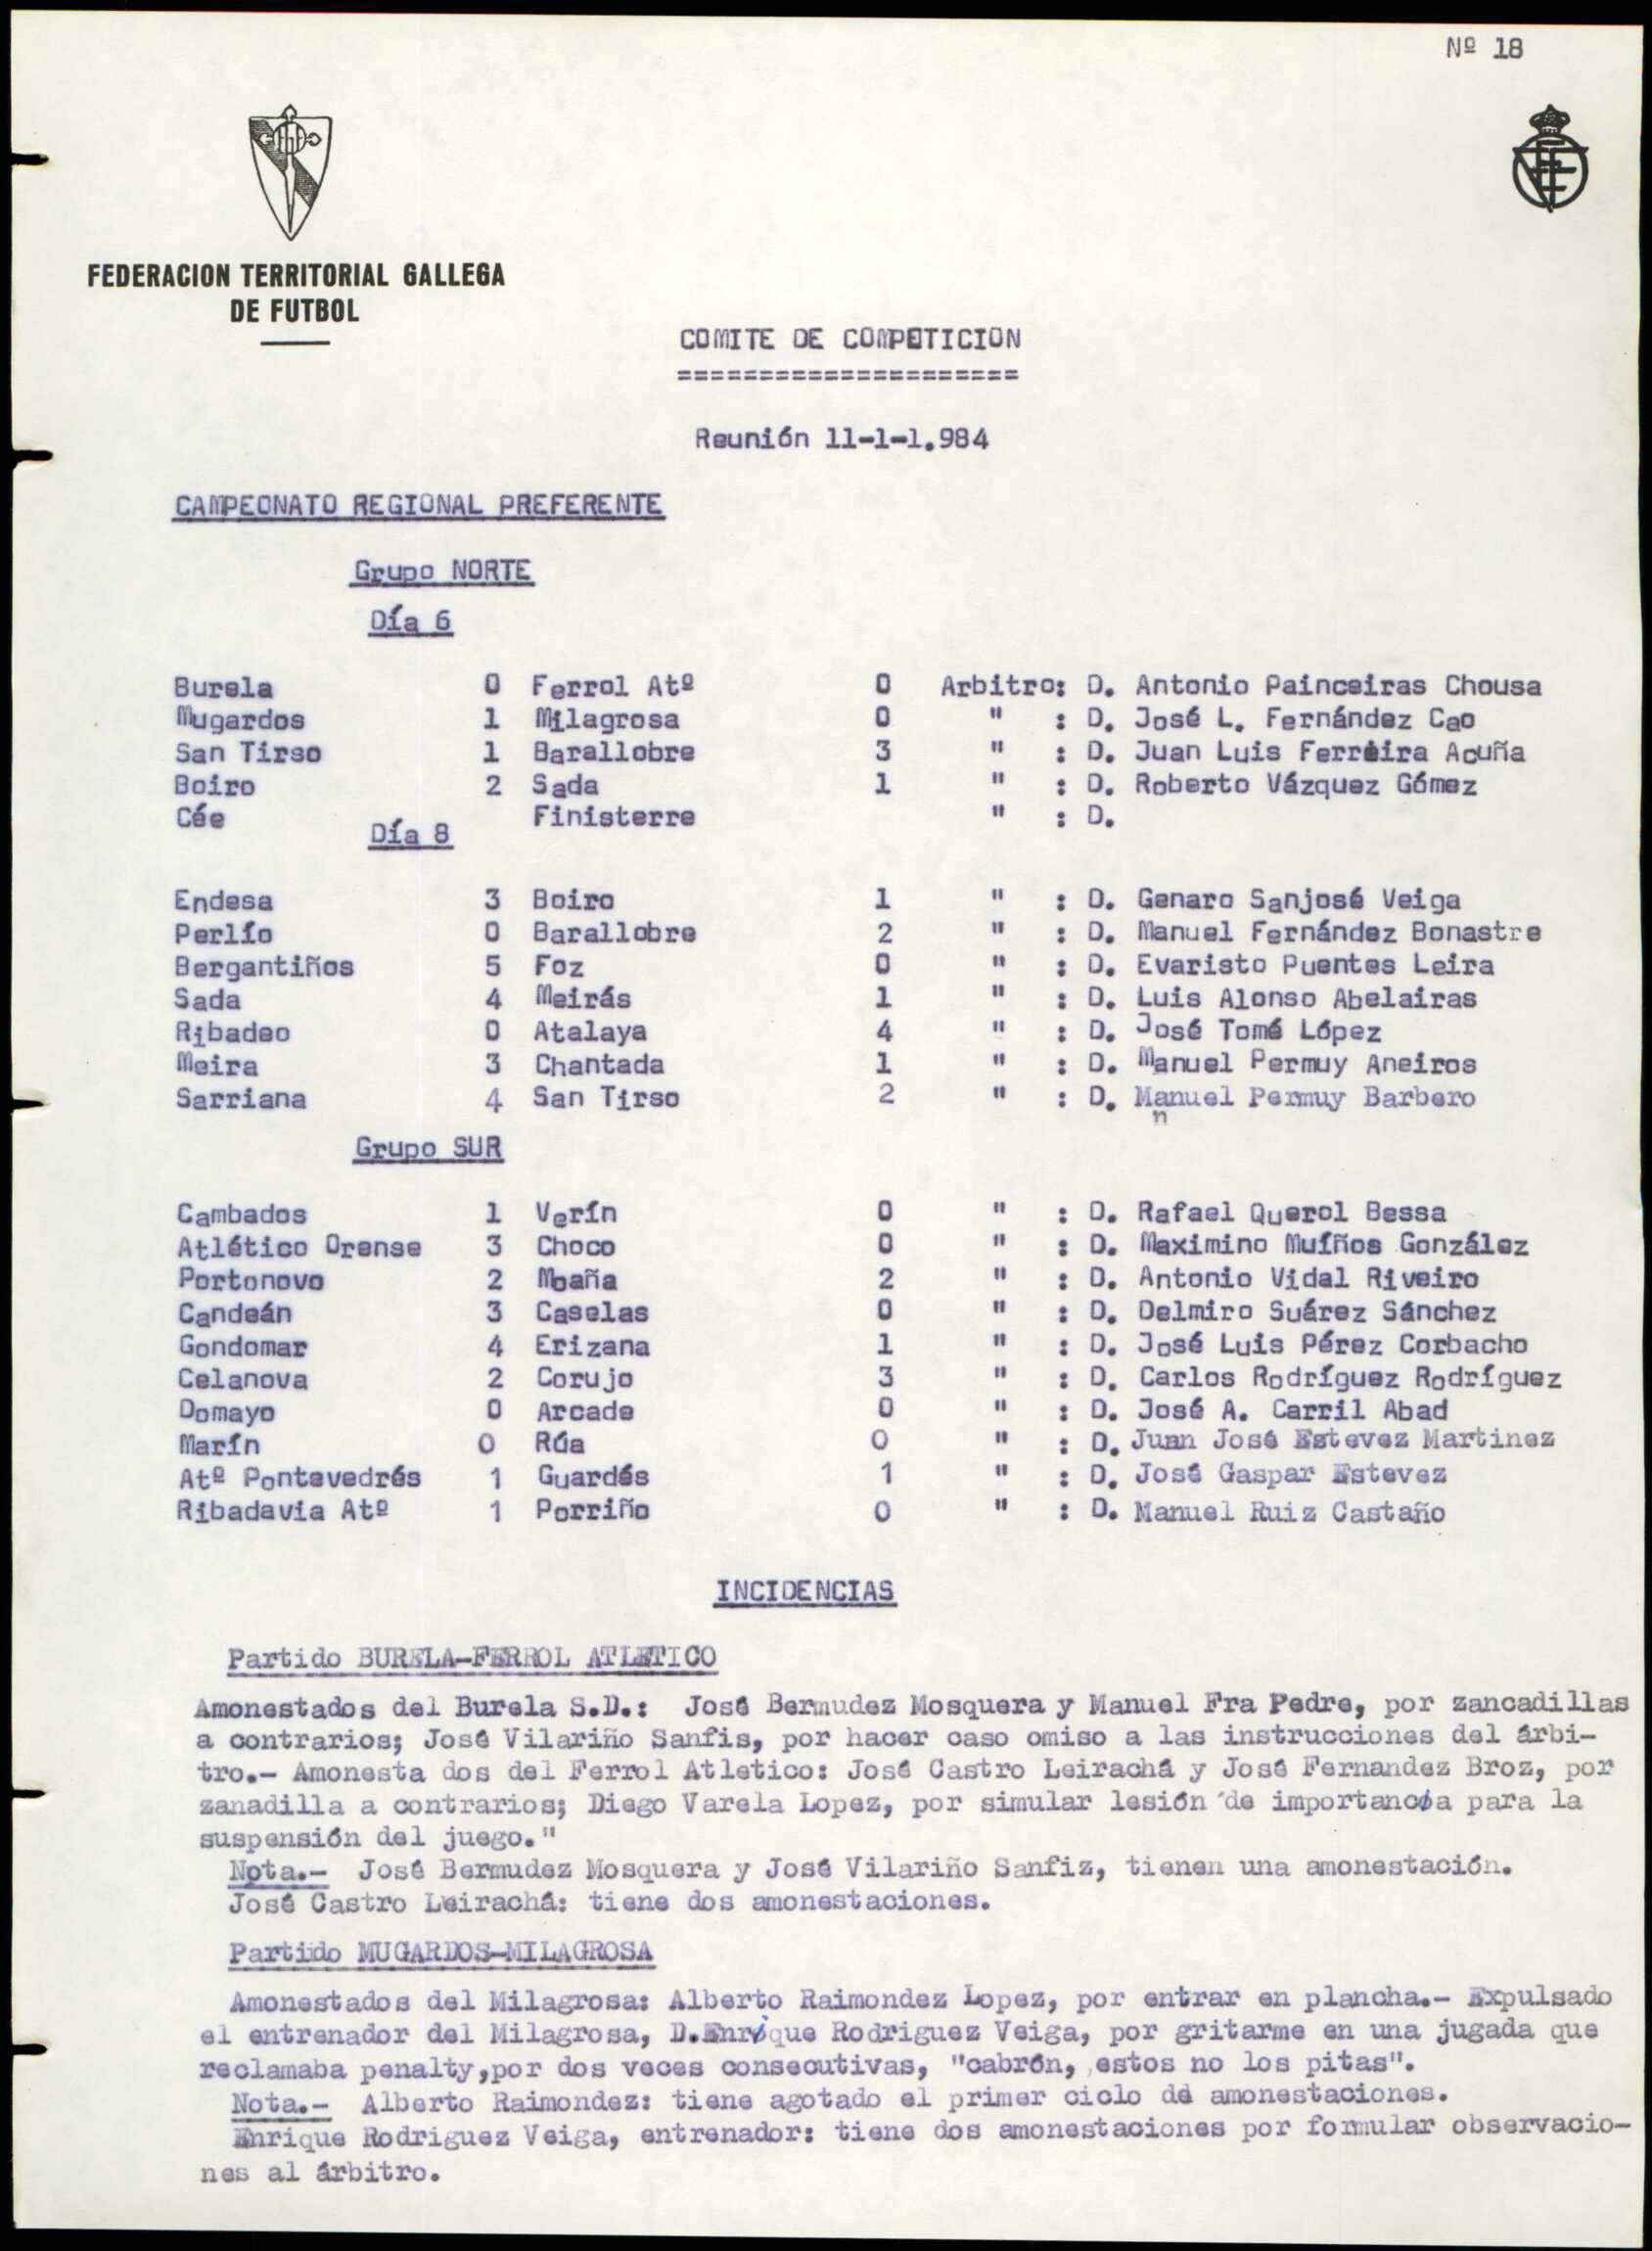 Nº 18
FEDERACION TERRITORIAL GALLEGA
DE FUTBOL
COMITE DE COMPETICION
=====================
Reunión 11-1-1.984
CAMPEONATO REGIONAL PREFERENTE
Grupo NORTE
Día 6
Burela 0 Ferrol Atº 0 Arbitro: D. Antonio Painceiras Chousa
Mugardos 1 Milagrosa 0 " : D. José L. Fernández Cao
San Tirso 1 Barallobre 3 " : D. Juan Luis Ferreira Acuña
Boiro 2 Sada 1 " : D. Roberto Vázquez Gómez
Cée Finisterre " : D.
Día 8
Endesa 3 Boiro 1 " : D. Genaro Sanjosé Veiga
Perlío 0 Barallobre 2 " : D. Manuel Fernández Bonastre
Bergantiños 5 Foz 0 " : D. Evaristo Puentes Leira
Sada 4 Meirás 1 " : D. Luis Alonso Abelairas
Ribadeo 0 Atalaya 4 " : D. José Tomé López
Meira 3 Chantada 1 " : D. Manuel Permuy Aneiros
Sarriana 4 San Tirso 2 " : D. Manuel Permuy Barbero
n
Grupo SUR
Cambados 1 Verín 0 " : D. Rafael Querol Bessa
Atlético Orense 3 Choco 0 " : D. Maximino Muíños González
Portonovo 2 Moaña 2 " : D. Antonio Vidal Riveiro
Candeán 3 Caselas 0 " : D. Delmiro Suárez Sánchez
Gondomar 4 Erizana 1 " : D. José Luis Pérez Corbacho
Celanova 2 Corujo 3 " : D. Carlos Rodríguez Rodríguez
Domayo 0 Arcade 0 " : D. José A. Carril Abad
Marín 0 Rúa 0 " : D. Juan José Estevez Martinez
Atº Pontevedrés 1 Guardés 1 " : D. José Gaspar Estevez
Ribadavia Atº 1 Porriño 0 " : D. Manuel Ruiz Castaño
INCIDENCIAS
Partido BURELA-FERROL ATLETICO
Amonestados del Burela S.D.: José Bermudez Mosquera y Manuel Fra Pedre, por zancadillas
a contrarios; José Vilariño Sanfis, por hacer caso omiso a las instrucciones del árbi-
tro.- Amonesta dos del Ferrol Atletico: José Castro Leirachá y José Fernandez Broz, por
zanadilla a contrarios; Diego Varela Lopez, por simular lesión de importancia para la
suspensión del juego."
Nota.- José Bermudez Mosquera y José Vilariño Sanfiz, tienen una amonestación.
José Castro Leirachá: tiene dos amonestaciones.
Partido MUGARDOS-MILAGROSA
Amonestados del Milagrosa: Alberto Raimondez Lopez, por entrar en plancha.- Expulsado
el entrenador del Milagrosa, D.Enrique Rodriguez Veiga, por gritarme en una jugada que
reclamaba penalty,por dos veces consecutivas, "cabrón, estos no los pitas".
Nota.- Alberto Raimondez: tiene agotado el primer ciclo de amonestaciones.
Enrique Rodriguez Veiga, entrenador: tiene dos amonestaciones por formular observacio-
nes al árbitro.